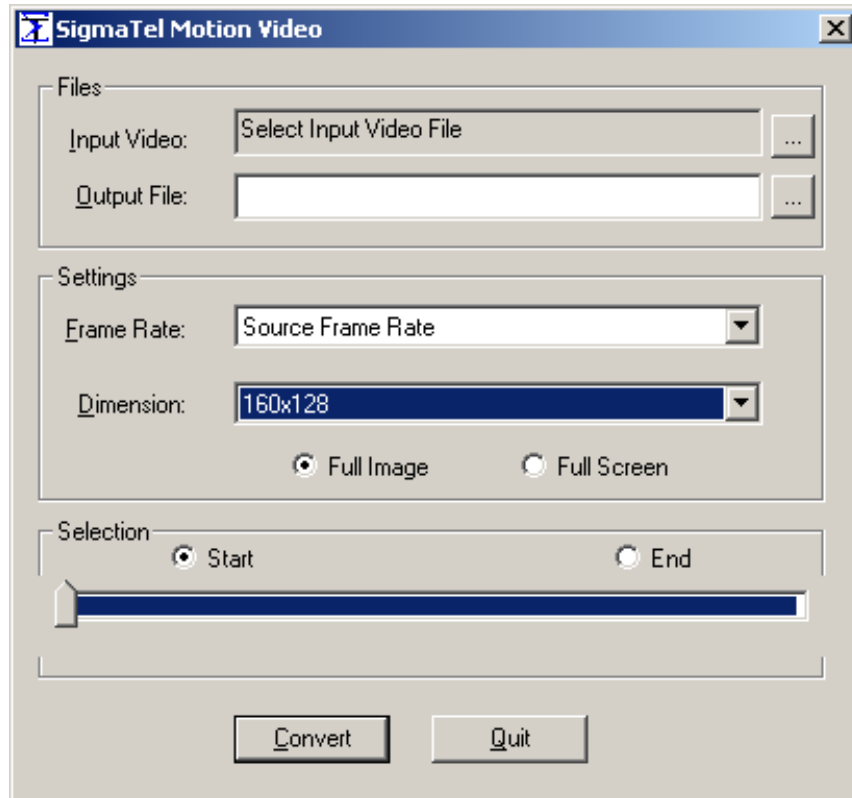 SigmaTel Motion Video
Files
Input Video: Select Input Video File ...
Output File: ...
Settings
Frame Rate: Source Frame Rate
Dimension: 160x128
Full Image Full Screen
Selection
Start End
Convert Quit